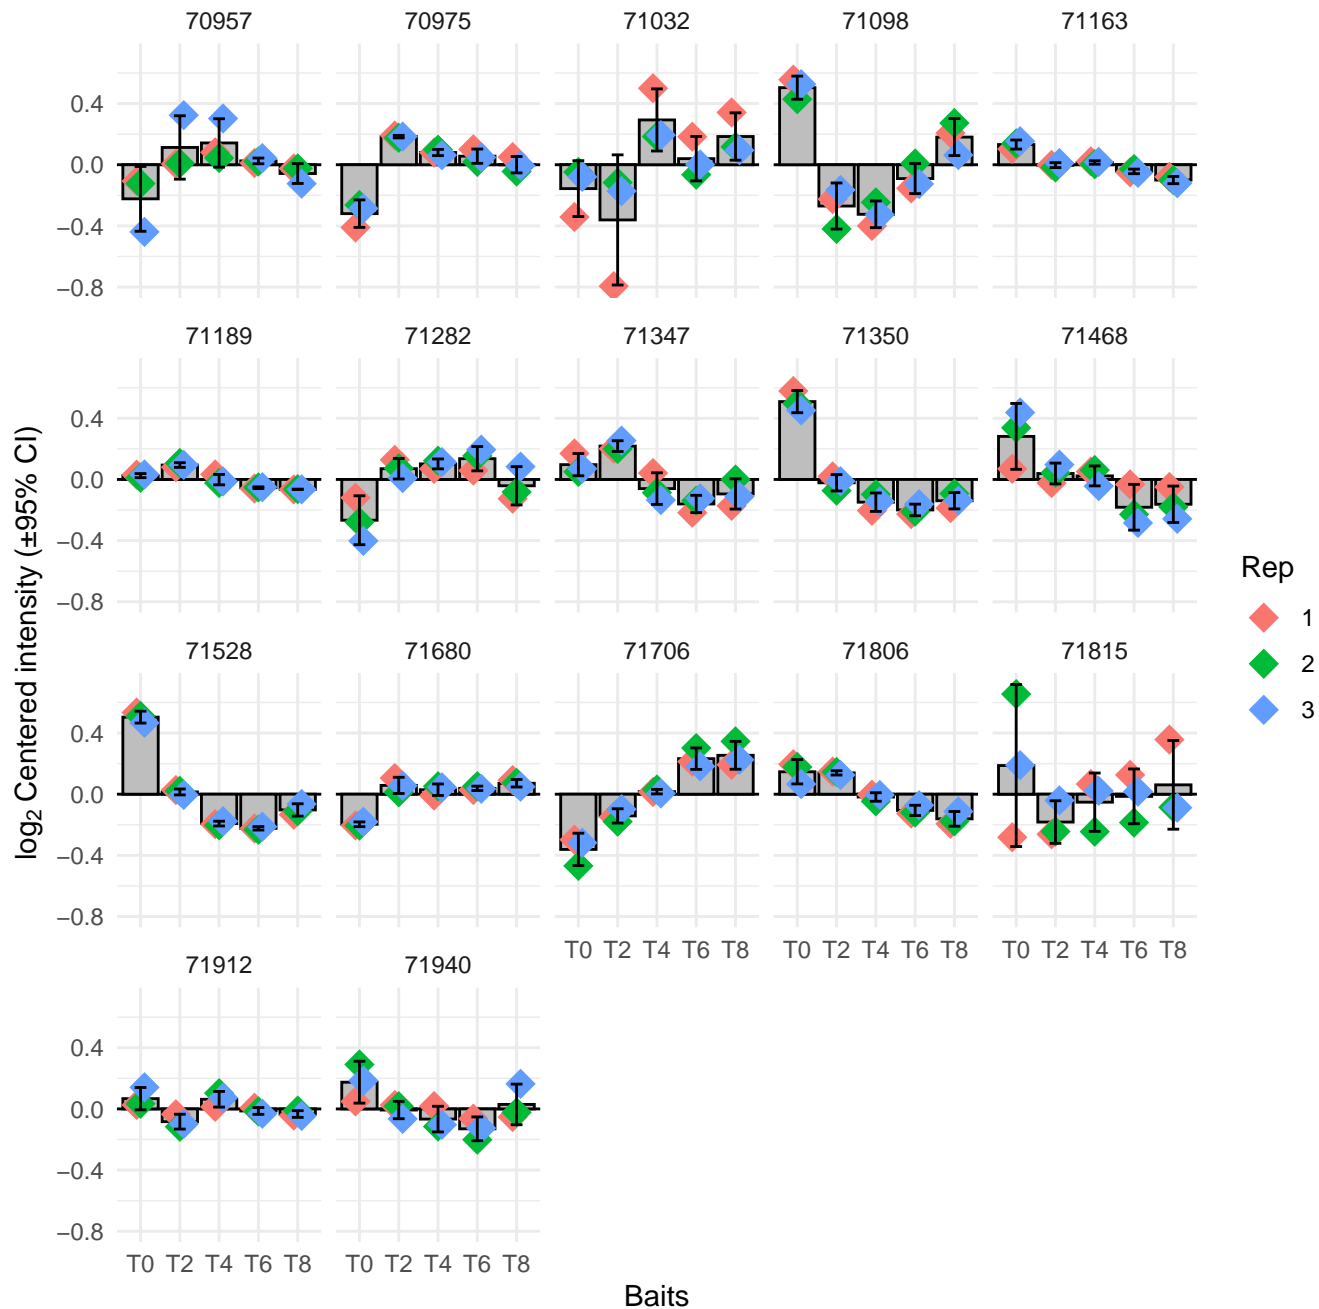 70957 70975 71032 71098 71163
0.4
0.0
−0.4
−0.8
71189 71282 71347 71350 71468
0.4
0.0
−0.4
−0.8
71528 71680 71706 71806 71815
0.4
0.0
−0.4
−0.8
T0 T2 T4 T6 T8 T0 T2 T4 T6 T8 T0 T2 T4 T6 T8
71912 71940
0.4
0.0
−0.4
−0.8
T0 T2 T4 T6 T8 T0 T2 T4 T6 T8
Baits
log2 Centered intensity (±95% CI)
Rep
1
2
3